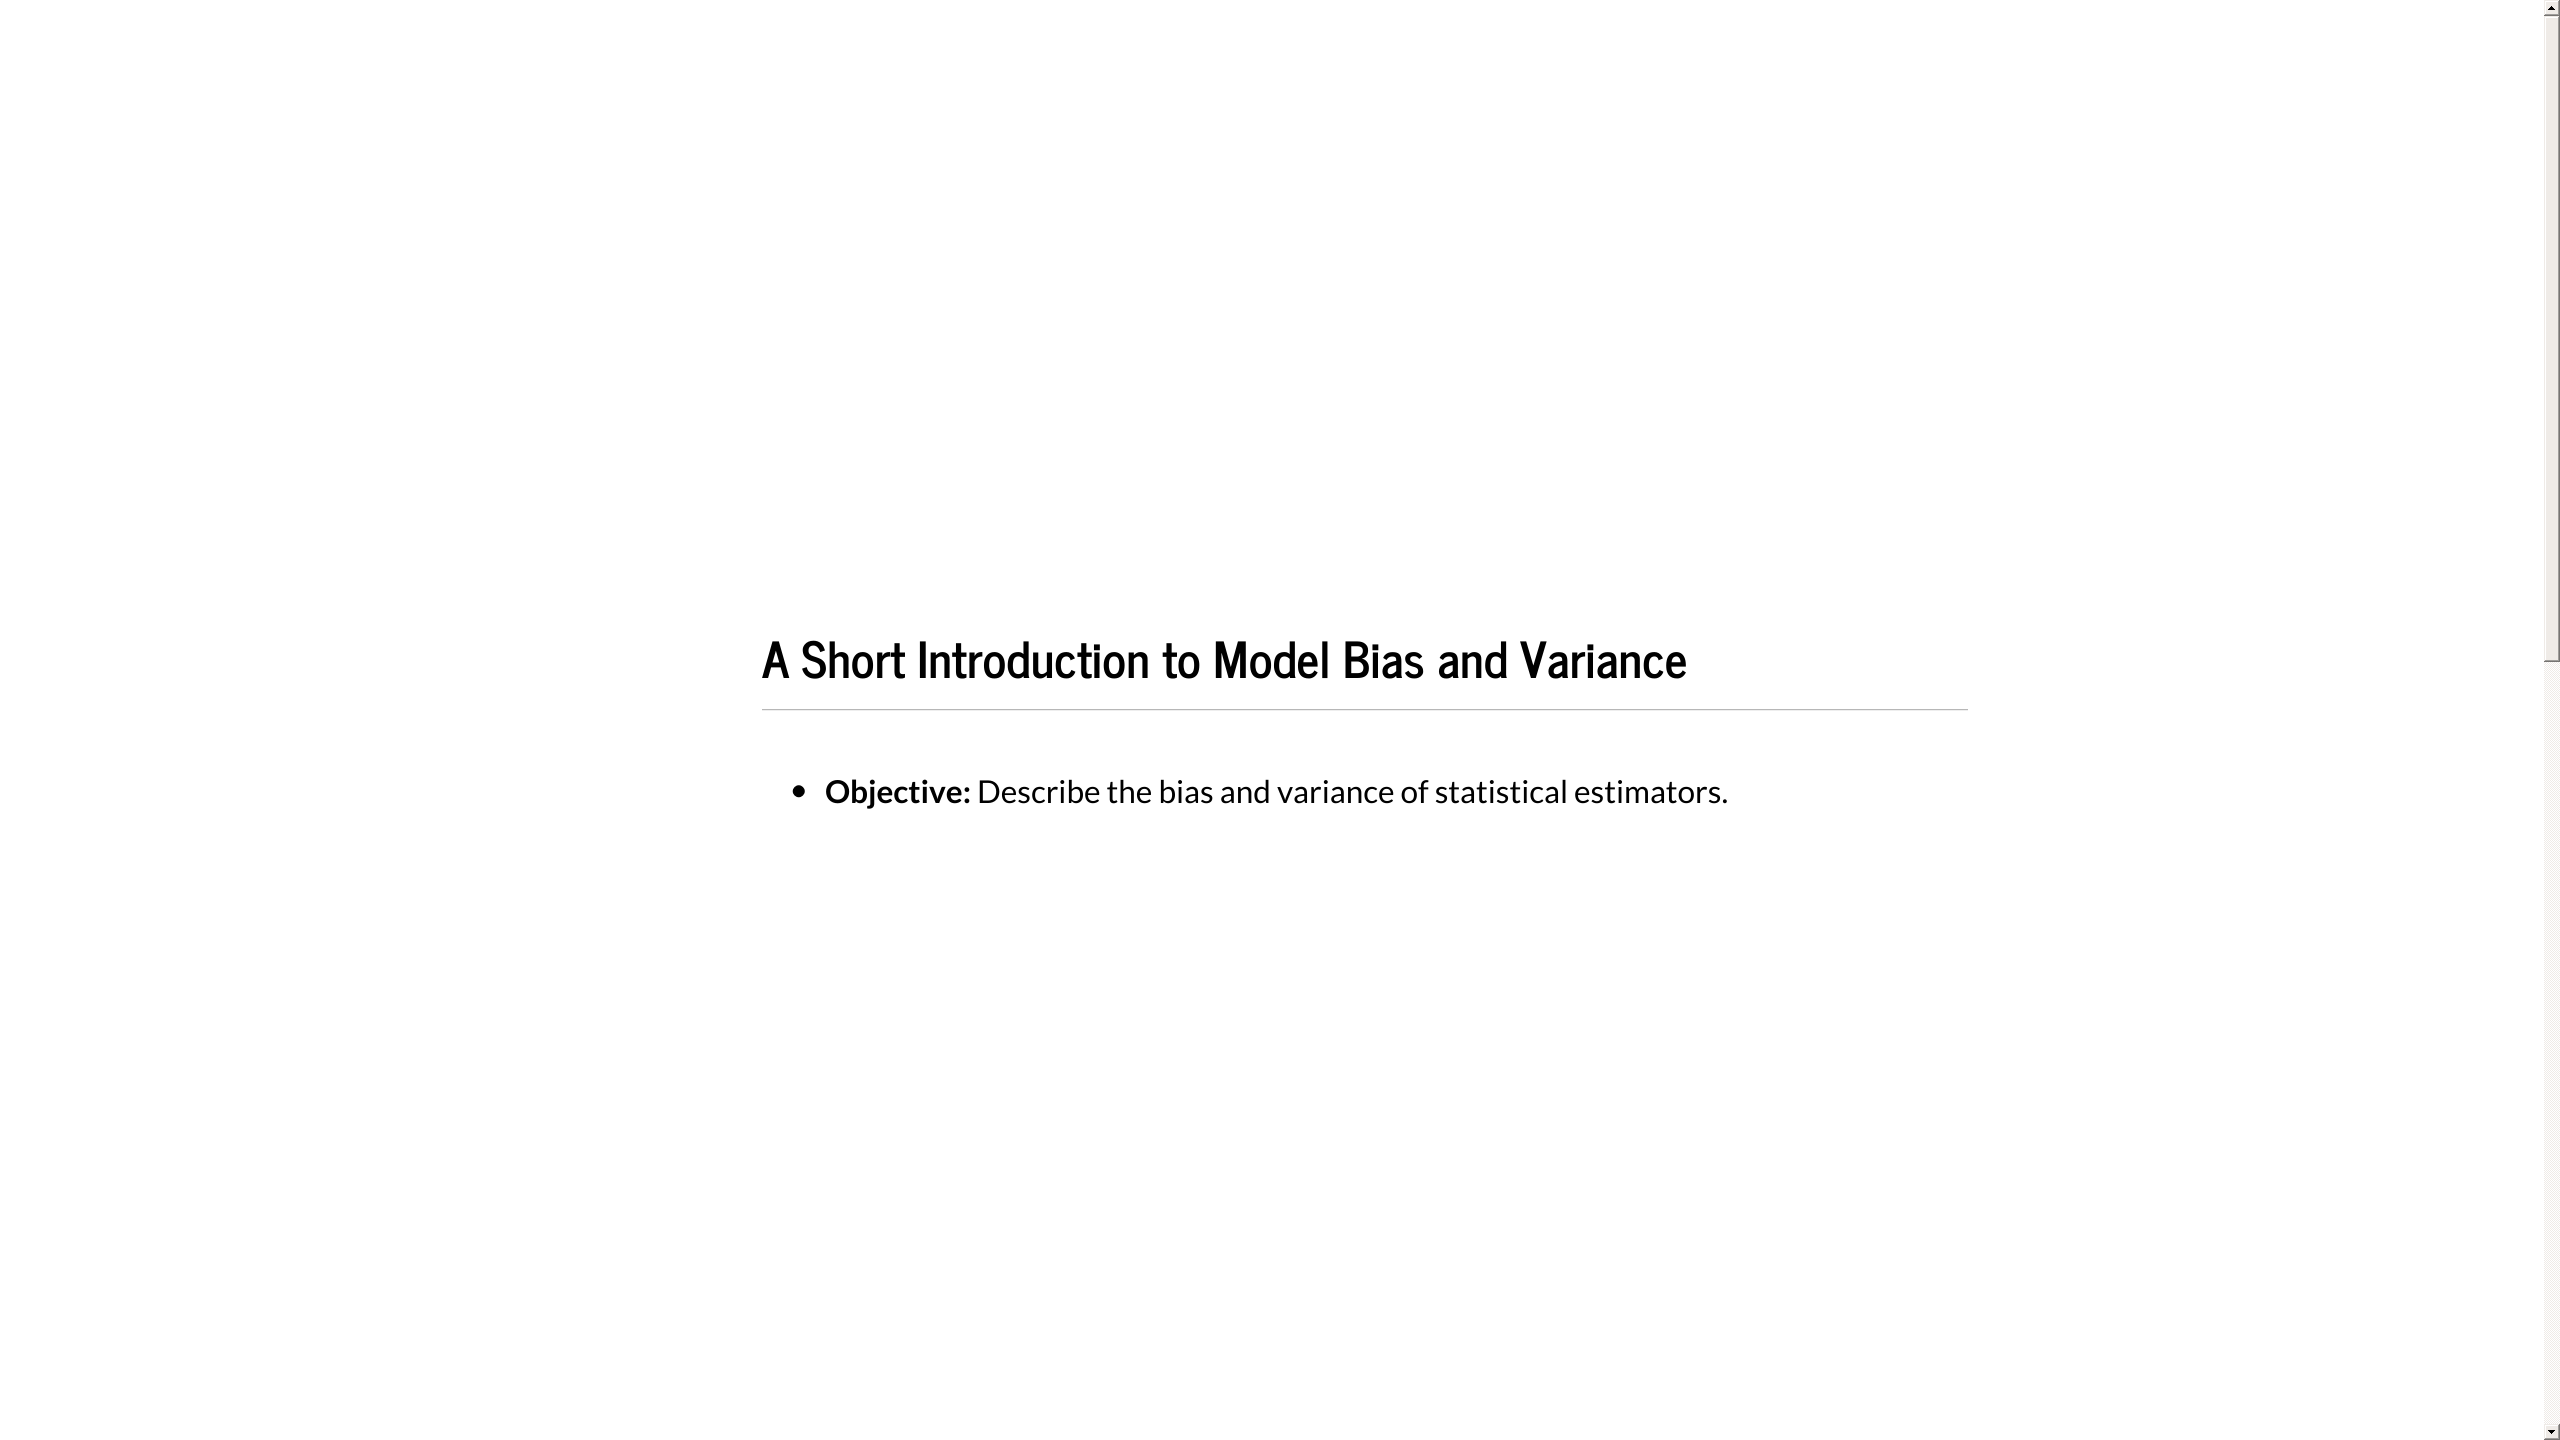 A Short Introduction to Model Bias and Variance
Objective: Describe the bias and variance of statistical estimators.